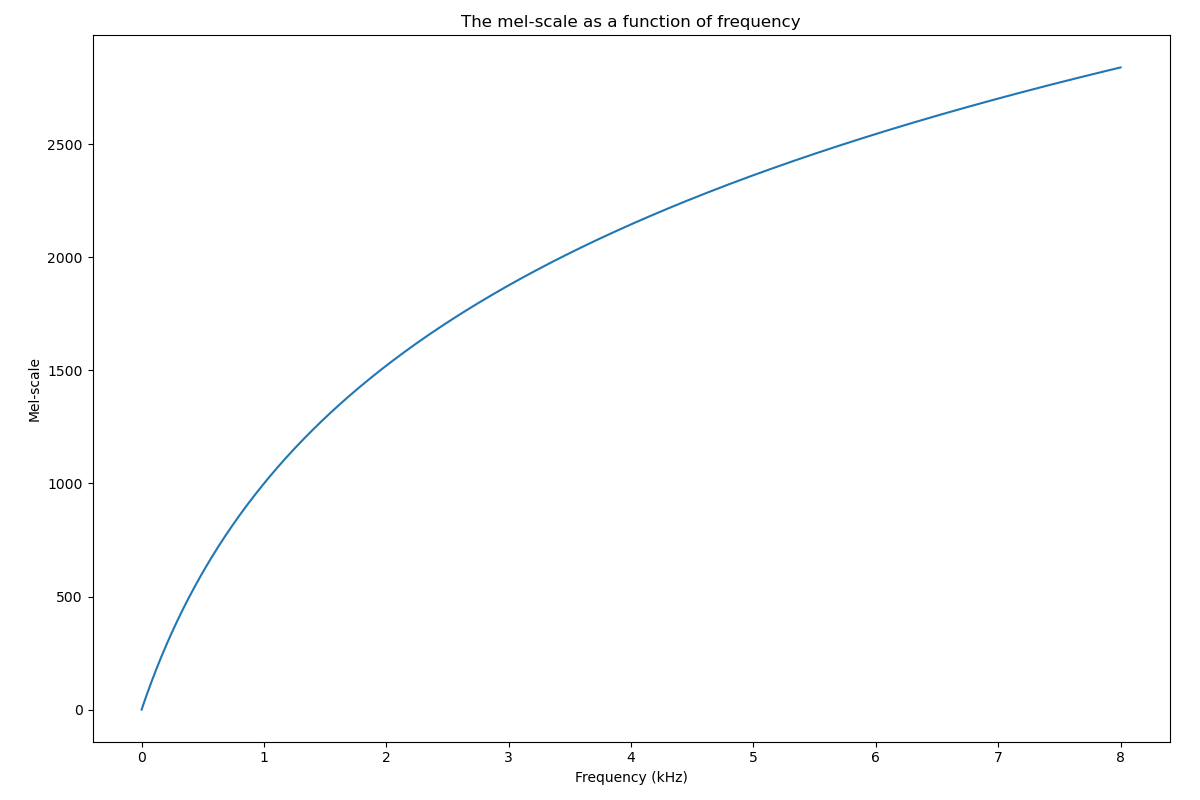 The mel-scale as a function of frequency
2500
2000
1500
1000
500
0
Mel-scale
0 1 2 3 4 5 6 7 8
Frequency (kHz)